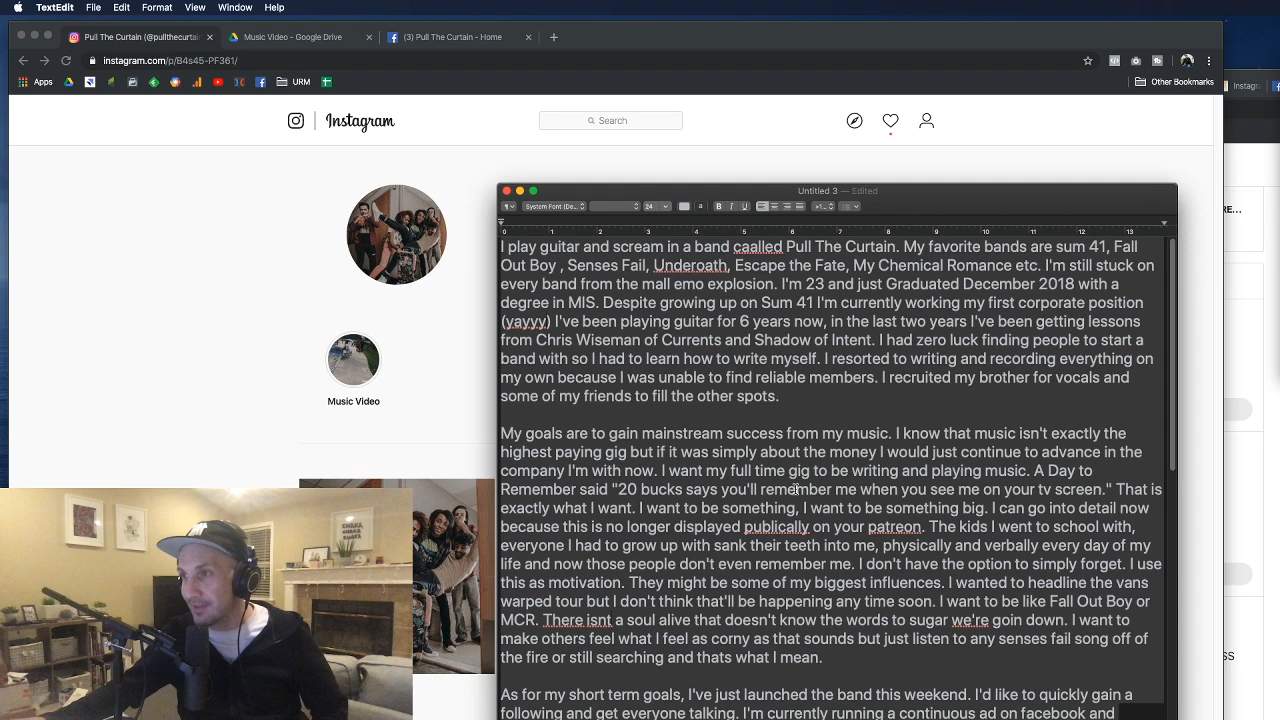 TextEdit File Edit Format View Window Help
Pull The Curtain (@pullthecurtai Music Video - Google Drive (3) Pull The Curtain - Home
instagram.com/p/B4s45-PF361/
Apps URM Other Bookmarks
Instagram Search
Untitled 3 — Edited
System Font (De... 24 B I U
0 1 2 3 4 5 6 7 8 9 10 11 12 13
I play guitar and scream in a band caalled Pull The Curtain. My favorite bands are sum 41, Fall
Out Boy , Senses Fail, Underoath, Escape the Fate, My Chemical Romance etc. I'm still stuck on
every band from the mall emo explosion. I'm 23 and just Graduated December 2018 with a
degree in MIS. Despite growing up on Sum 41 I'm currently working my first corporate position
(yayyy) I've been playing guitar for 6 years now, in the last two years I've been getting lessons
from Chris Wiseman of Currents and Shadow of Intent. I had zero luck finding people to start a
band with so I had to learn how to write myself. I resorted to writing and recording everything on
my own because I was unable to find reliable members. I recruited my brother for vocals and
some of my friends to fill the other spots.
Music Video
My goals are to gain mainstream success from my music. I know that music isn't exactly the
highest paying gig but if it was simply about the money I would just continue to advance in the
company I'm with now. I want my full time gig to be writing and playing music. A Day to
Remember said "20 bucks says you'll remember me when you see me on your tv screen." That is
exactly what I want. I want to be something, I want to be something big. I can go into detail now
because this is no longer displayed publically on your patreon. The kids I went to school with,
everyone I had to grow up with sank their teeth into me, physically and verbally every day of my
life and now those people don't even remember me. I don't have the option to simply forget. I use
this as motivation. They might be some of my biggest influences. I wanted to headline the vans
warped tour but I don't think that'll be happening any time soon. I want to be like Fall Out Boy or
MCR. There isnt a soul alive that doesn't know the words to sugar we're goin down. I want to
make others feel what I feel as corny as that sounds but just listen to any senses fail song off of
the fire or still searching and thats what I mean.
As for my short term goals, I've just launched the band this weekend. I'd like to quickly gain a
following and get everyone talking. I'm currently running a continuous ad on facebook and